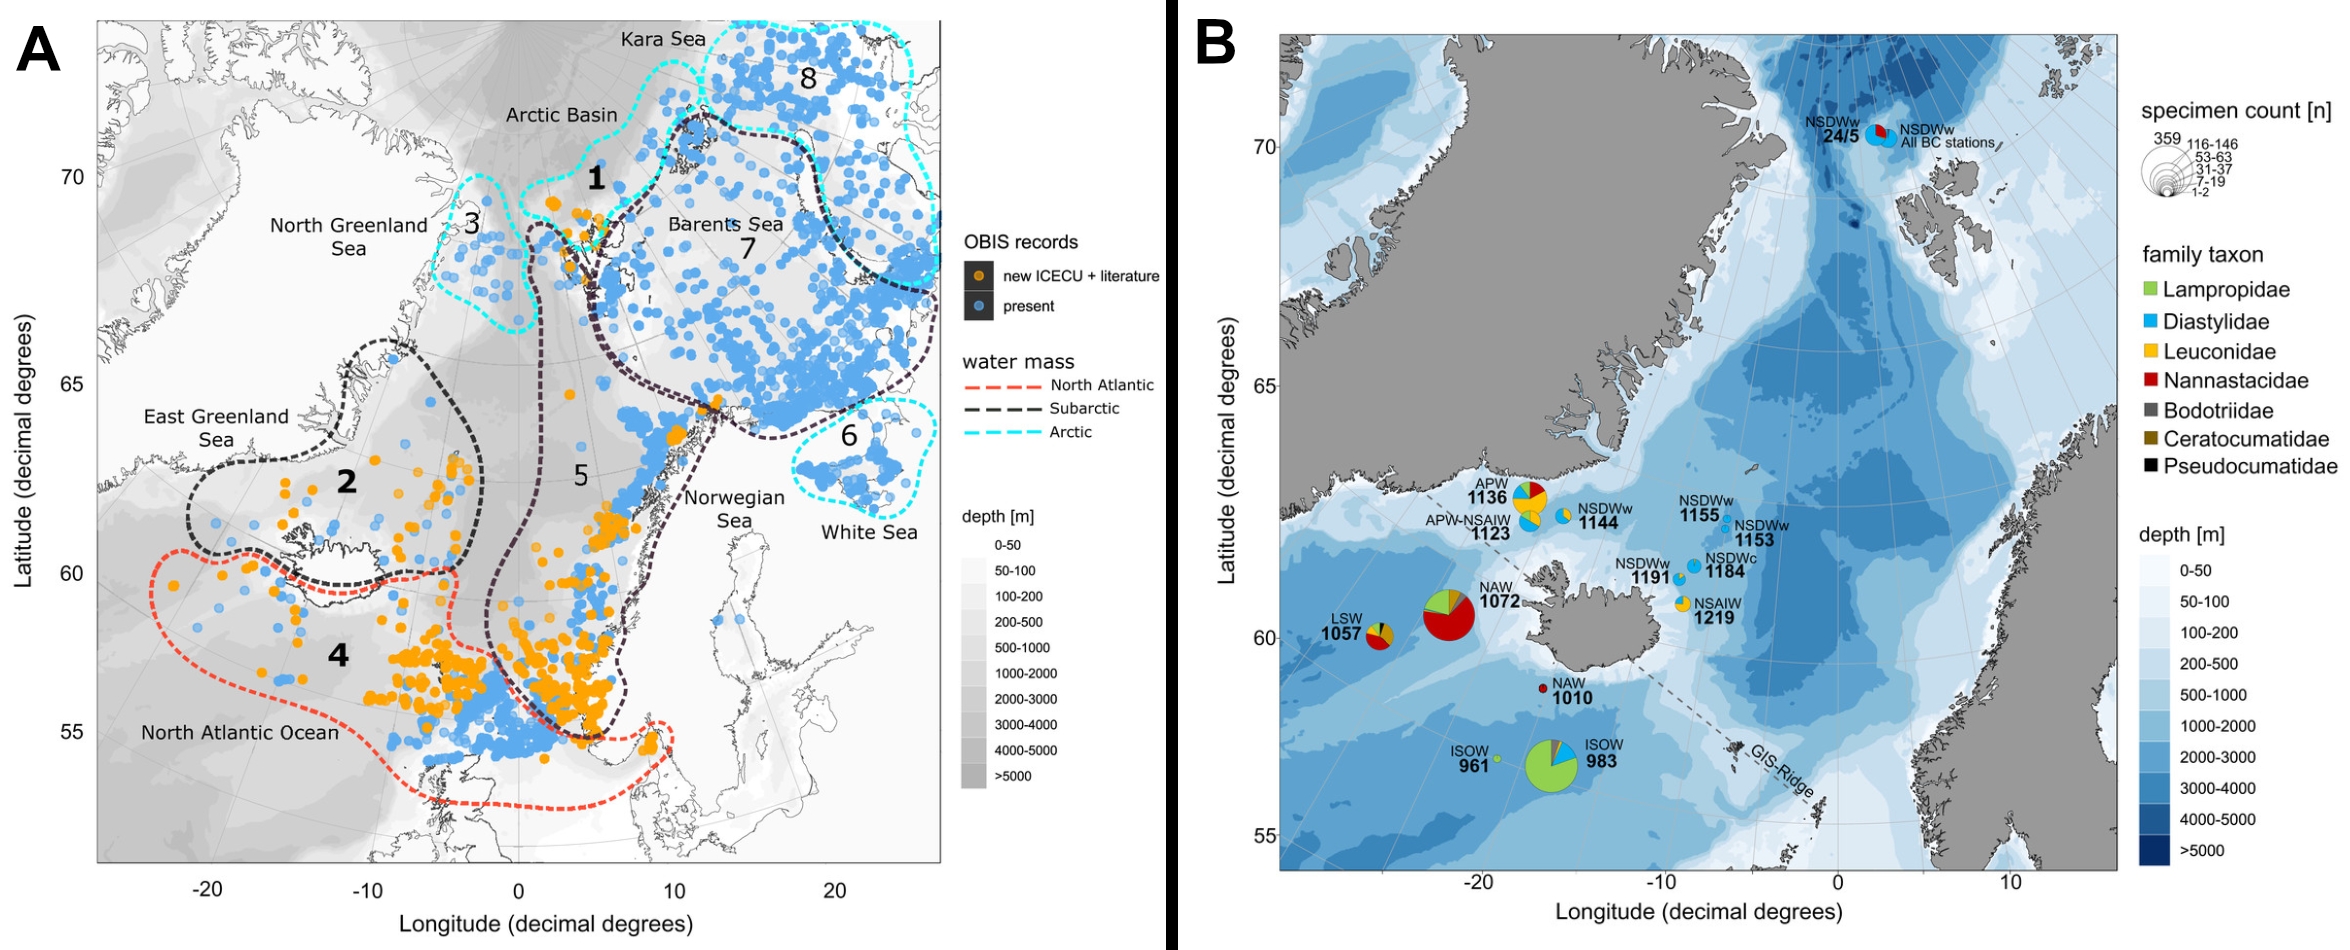 A
Kara Sea
8
Arctic Basin
1
70
3
North Greenland
Sea
Barents Sea
7
OBIS records
new ICECU + literature
present
water mass
North Atlantic
Subarctic
Arctic
65
East Greenland
Sea
2
5
6
Norwegian
Sea
White Sea
60
4
55
North Atlantic Ocean
depth [m]
0-50
50-100
100-200
200-500
500-1000
1000-2000
2000-3000
3000-4000
4000-5000
>5000
Latitude (decimal degrees)
-20
-10
0
10
20
Longitude (decimal degrees)
B
70
65
60
55
Latitude (decimal degrees)
NSDWw
24/5
NSDWw
All BC stations
APW
1136
APW-NSAIW
1123
NSDWw
1144
NSDWw
1155
NSDWw
1153
NSDWc
1184
NSDWw
1191
NSAIW
1219
NAW
1072
LSW
1057
NAW
1010
ISOW
961
ISOW
983
GIS-Ridge
-20
-10
0
10
Longitude (decimal degrees)
specimen count [n]
359
116-146
53-63
31-37
7-19
1-2
family taxon
Lampropidae
Diastylidae
Leuconidae
Nannastacidae
Bodotriidae
Ceratocumatidae
Pseudocumatidae
depth [m]
0-50
50-100
100-200
200-500
500-1000
1000-2000
2000-3000
3000-4000
4000-5000
>5000